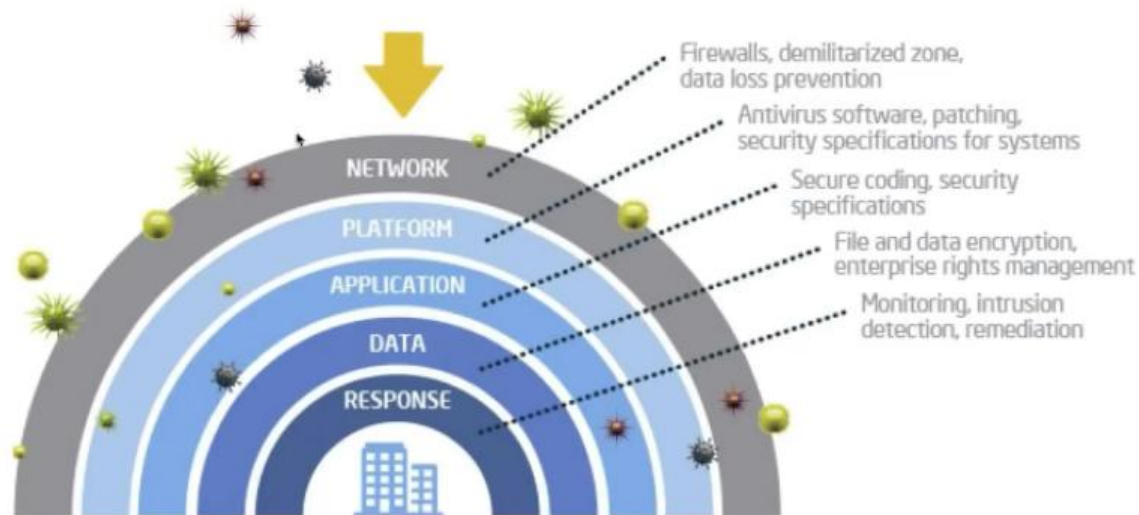 Firewalls, demilitarized zone,
data loss prevention
Antivirus software, patching,
security specifications for systems
Secure coding, security
specifications
File and data encryption,
enterprise rights management
Monitoring, intrusion
detection, remediation
NETWORK
PLATFORM
APPLICATION
DATA
RESPONSE